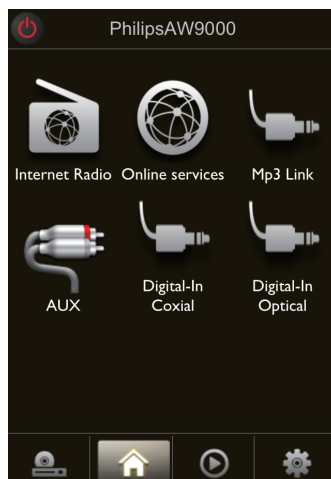 PhilipsAW9000
Internet Radio Online services Mp3 Link
AUX
Digital-In
Coxial
Digital-In
Optical